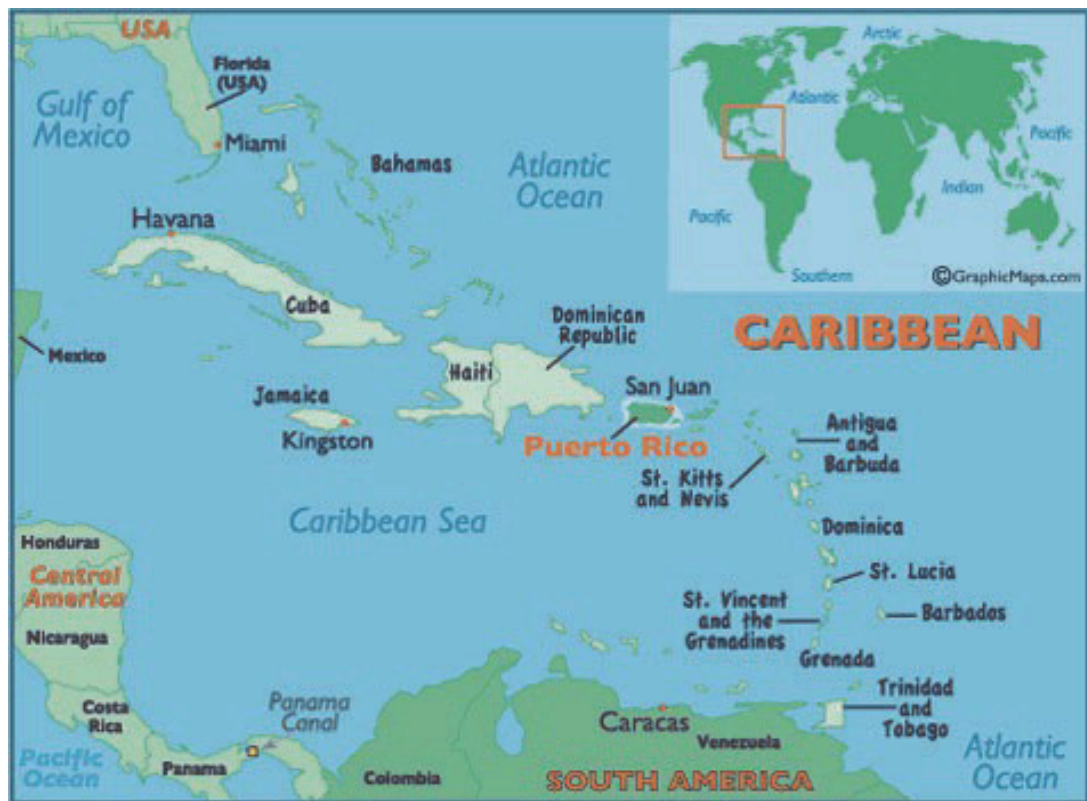 USA
Florida
(USA)
Gulf of
Mexico
Miami
Bahamas
Atlantic
Ocean
Arctic
Atlantic
Pacific
Indian
Pacific
Southern
©GraphicMaps.com
Havana
Cuba
Mexico
Dominican
Republic
CARIBBEAN
Haiti
Jamaica
Kingston
San Juan
Puerto Rico
Antigua
and
Barbuda
St. Kitts
and Nevis
Caribbean Sea
Dominica
Honduras
Central
America
St. Lucia
St. Vincent
and the
Grenadines
Barbados
Nicaragua
Grenada
Trinidad
and
Tobago
Costa
Rica
Panama
Canal
Caracas
Venezuela
Pacific
Ocean
Panama
Colombia
SOUTH AMERICA
Atlantic
Ocean